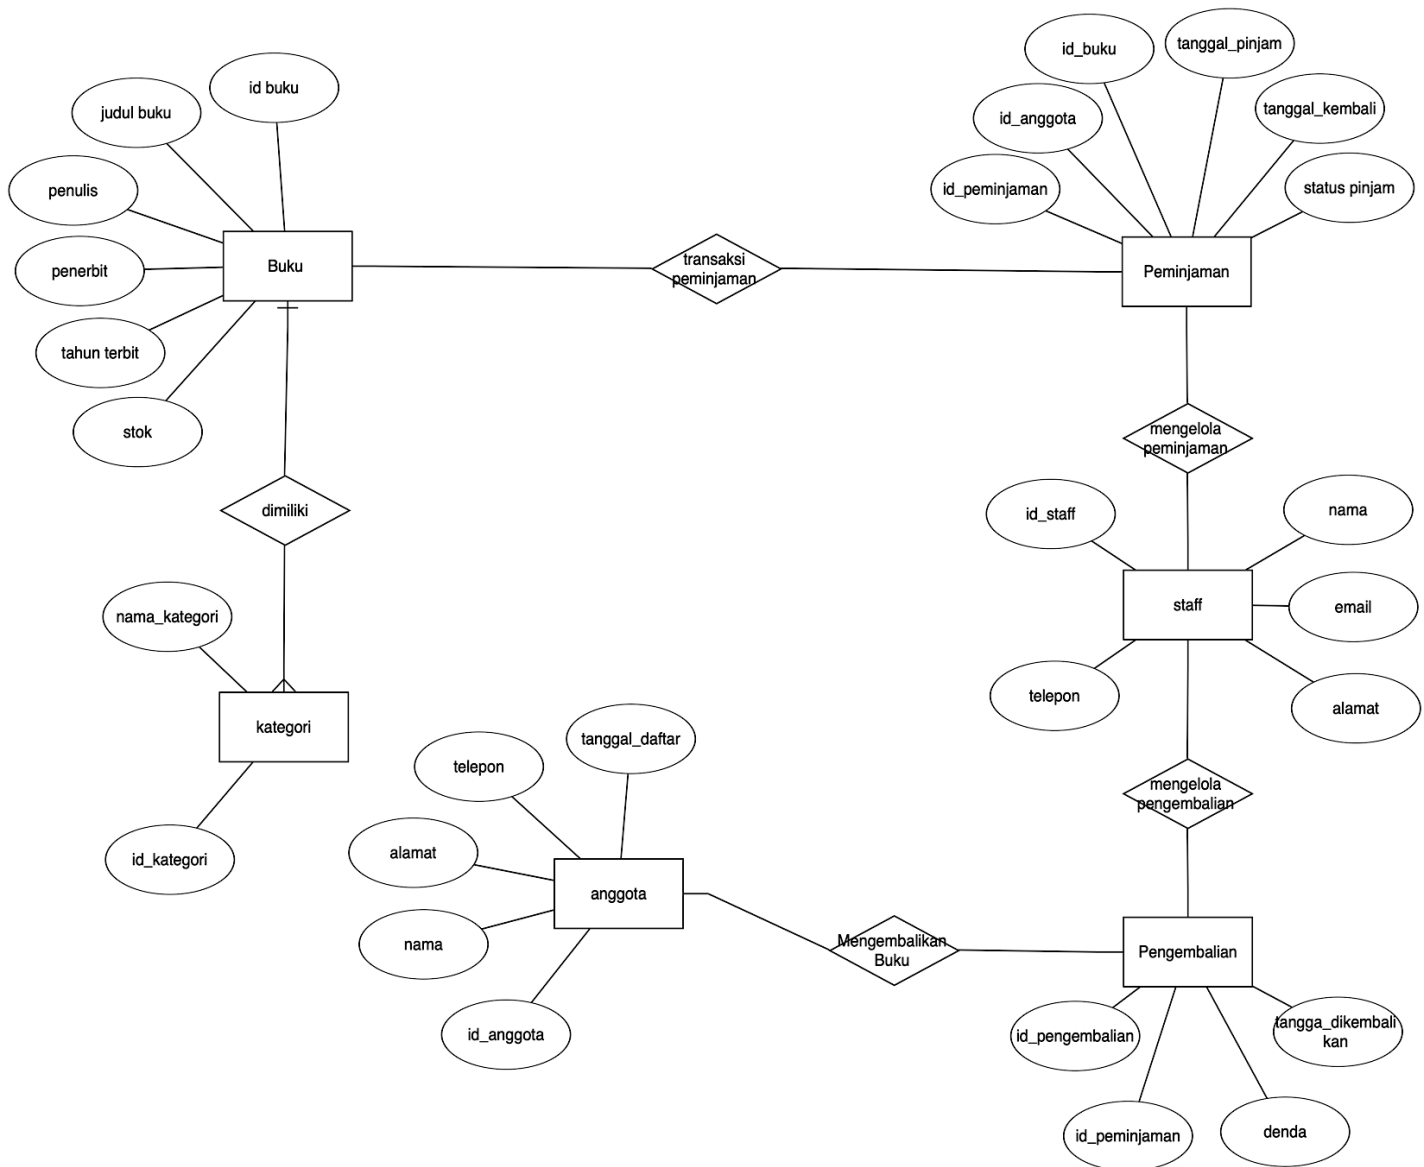 id buku
judul buku
penulis
penerbit
tahun terbit
stok
Buku
transaksi
peminjaman
id_buku
tanggal_pinjam
id_anggota
tanggal_kembali
id_peminjaman
status pinjam
Peminjaman
mengelola
peminjaman
dimiliki
id_staff
nama
staff
email
telepon
alamat
nama_kategori
kategori
id_kategori
mengelola
pengembalian
tanggal_daftar
telepon
alamat
anggota
nama
id_anggota
Mengembalikan
Buku
Pengembalian
id_pengembalian
tangga_dikembali
kan
id_peminjaman
denda